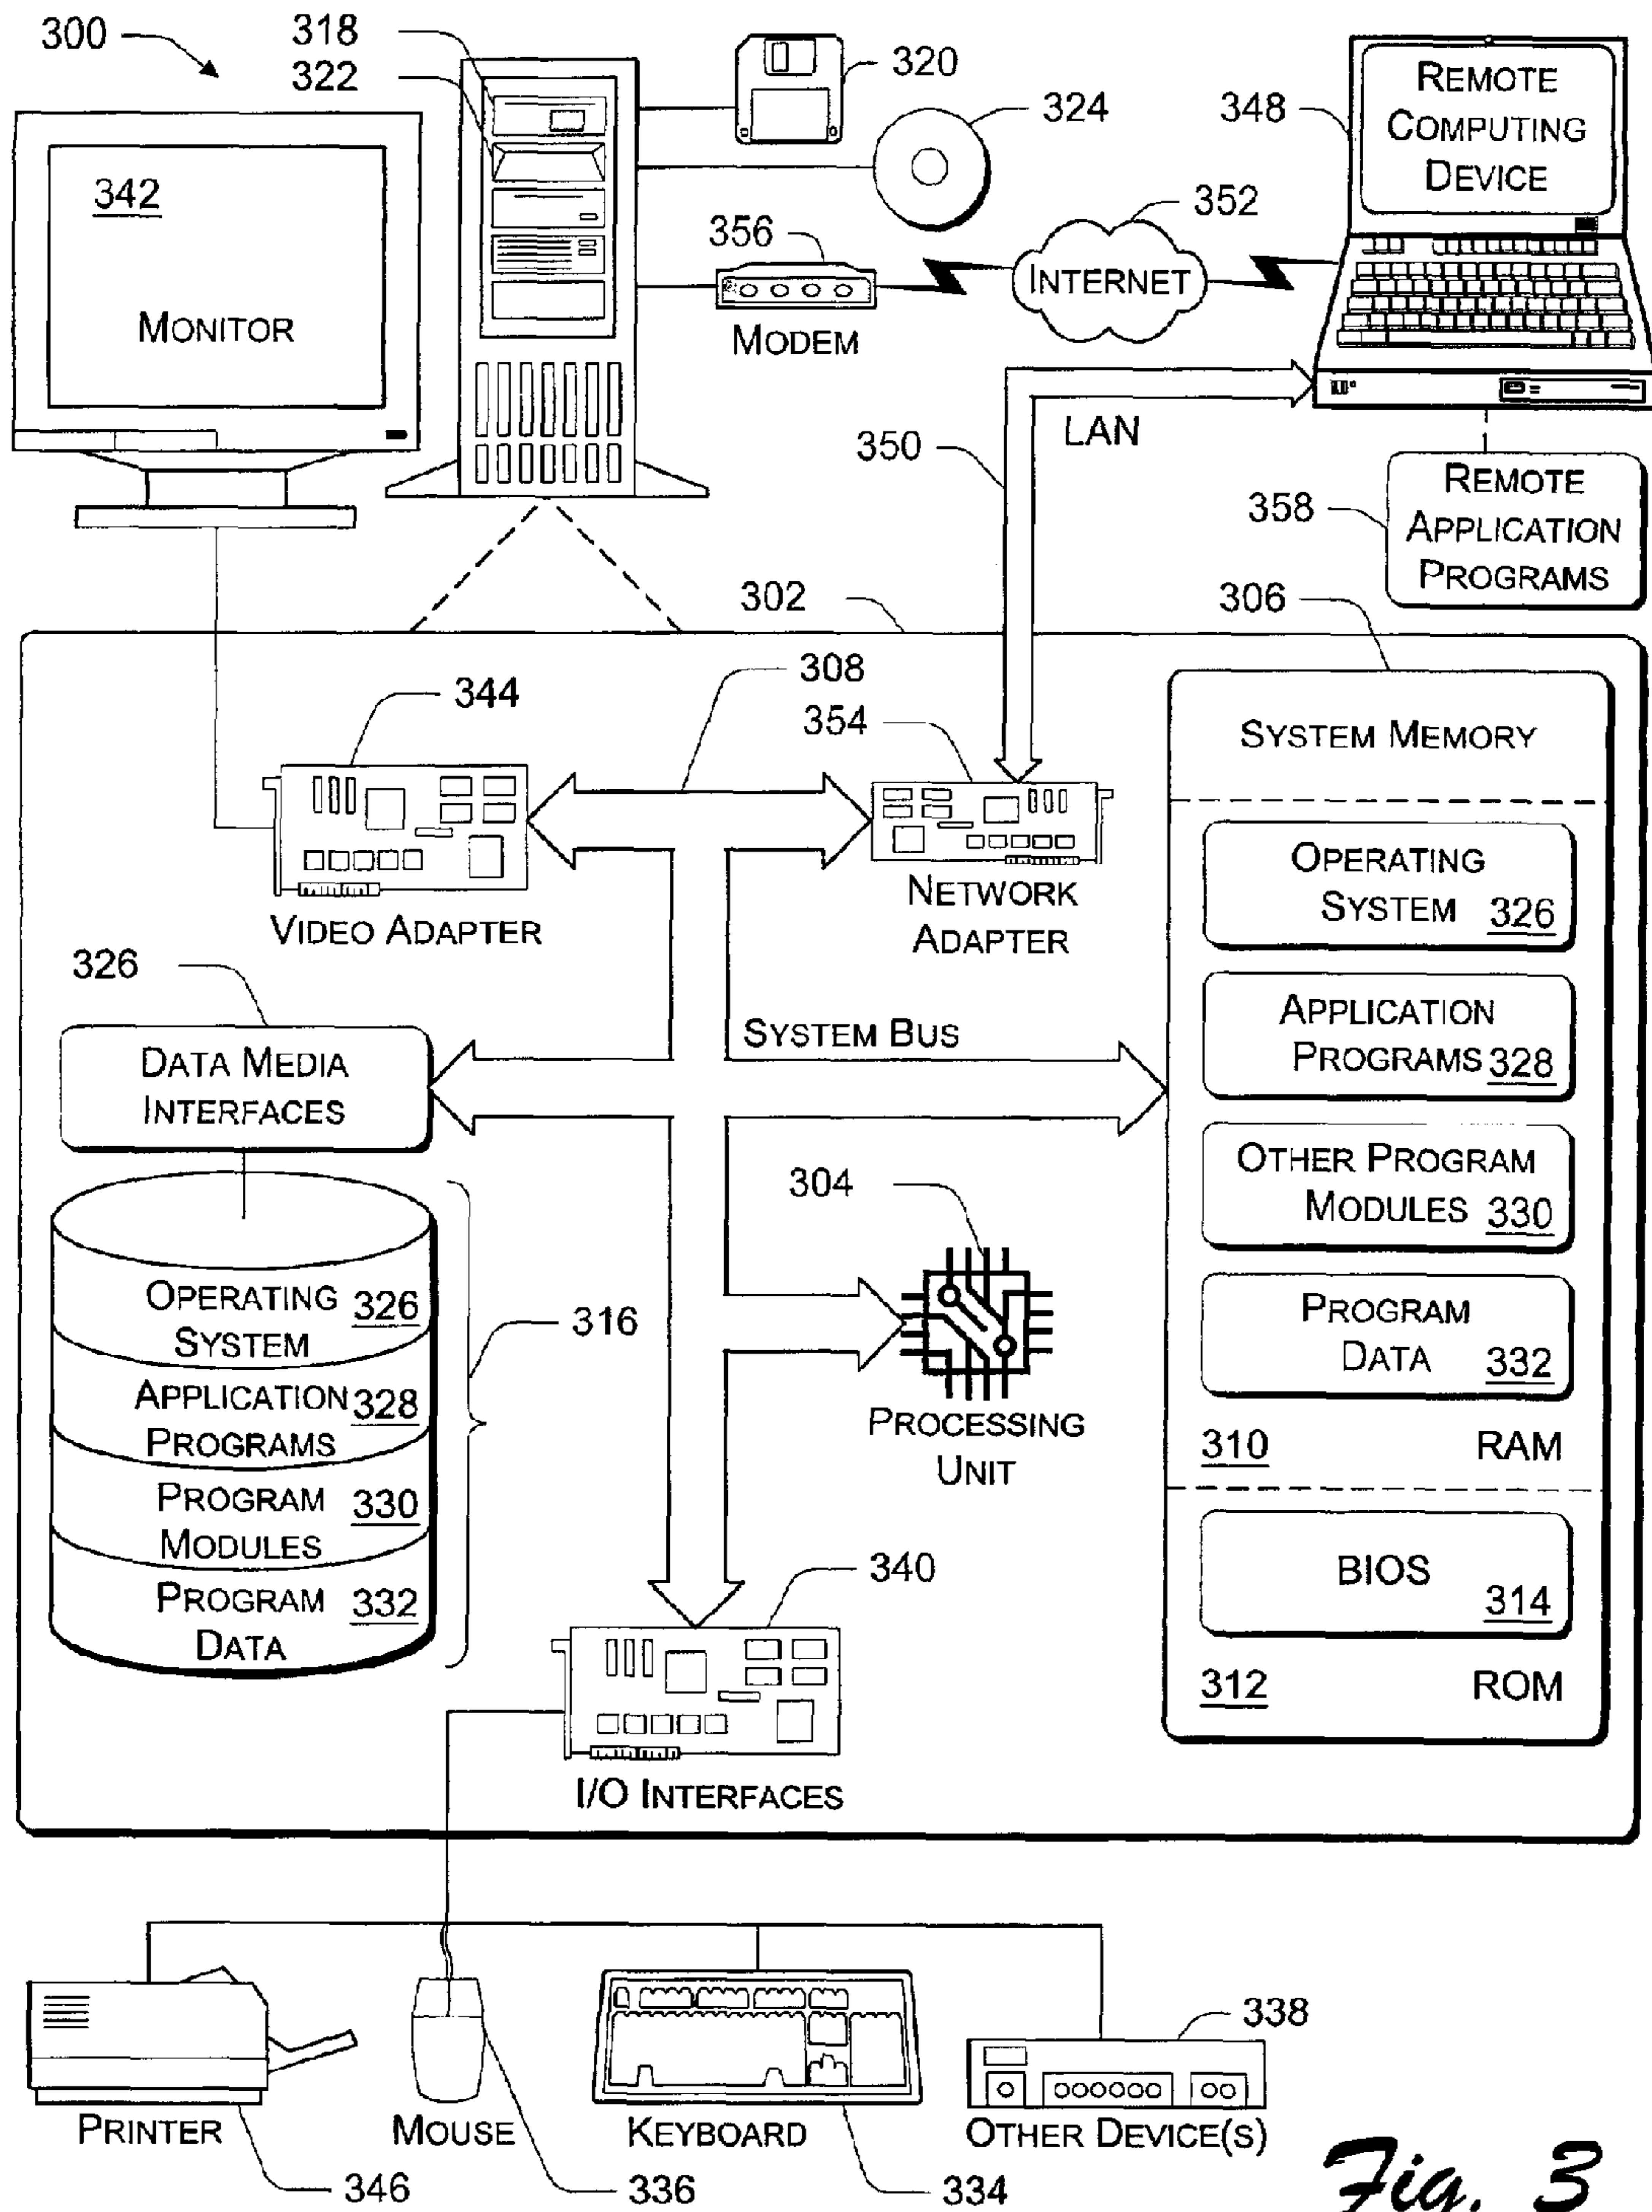 300
318
322
320
324
348
REMOTE
COMPUTING
DEVICE
342
MONITOR
356
MODEM
352
INTERNET
350
LAN
358
REMOTE
APPLICATION
PROGRAMS
302
306
344
308
354
SYSTEM MEMORY
VIDEO ADAPTER
NETWORK
ADAPTER
OPERATING
SYSTEM 326
326
DATA MEDIA
INTERFACES
SYSTEM BUS
APPLICATION
PROGRAMS 328
OTHER PROGRAM
MODULES 330
304
PROCESSING
UNIT
PROGRAM
DATA 332
310 RAM
OPERATING 326
SYSTEM
APPLICATION 328
PROGRAMS
PROGRAM 330
MODULES
PROGRAM 332
DATA
316
BIOS
314
312 ROM
340
I/O INTERFACES
PRINTER
346
MOUSE
336
KEYBOARD
334
338
OTHER DEVICE(S)
Fig. 3